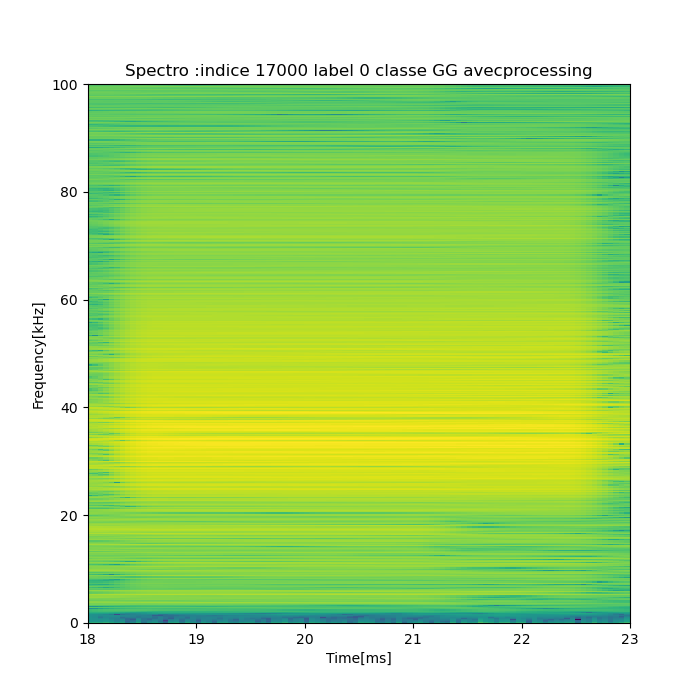 Spectro :indice 17000 label 0 classe GG avecprocessing
100
80
60
40
20
0
Frequency[kHz]
18 19 20 21 22 23
Time[ms]